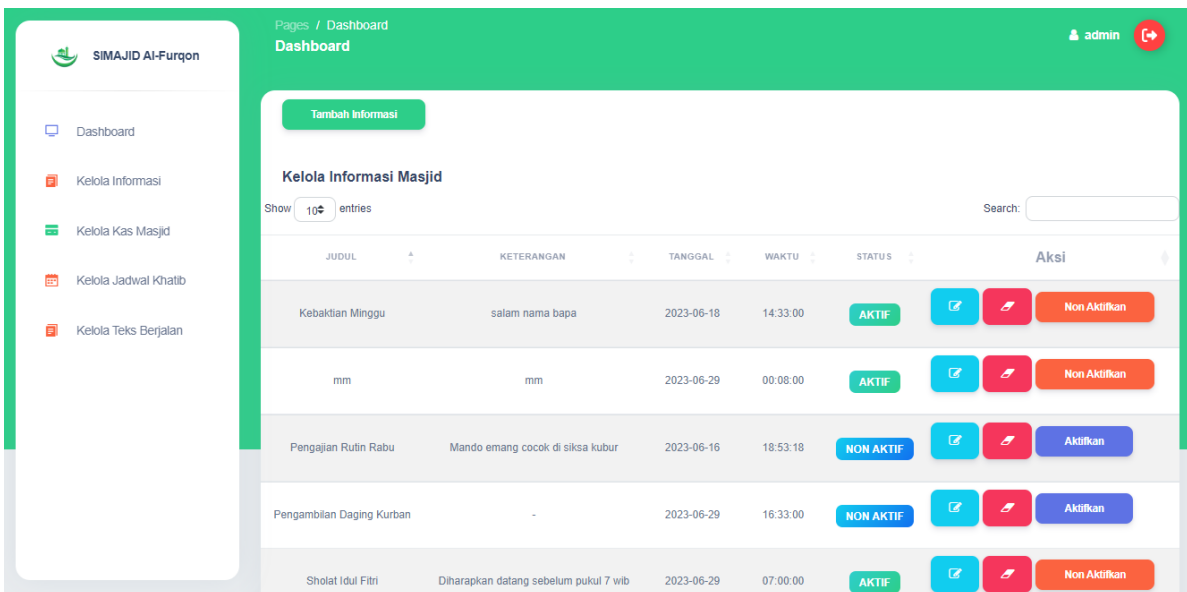 SIMAJID Al-Furqon
Dashboard
Kelola Informasi
Kelola Kas Masjid
Kelola Jadwal Khatib
Kelola Teks Berjalan
Pages / Dashboard
Dashboard
admin
Tambah Informasi
Kelola Informasi Masjid
Show 10 entries
Search:
JUDUL KETERANGAN TANGGAL WAKTU STATUS Aksi
Kebaktian Minggu salam nama bapa 2023-06-18 14:33:00 AKTIF Non Aktifkan
mm mm 2023-06-29 00:08:00 AKTIF Non Aktifkan
Pengajian Rutin Rabu Mando emang cocok di siksa kubur 2023-06-16 18:53:18 NON AKTIF Aktifkan
Pengambilan Daging Kurban - 2023-06-29 16:33:00 NON AKTIF Aktifkan
Sholat Idul Fitri Diharapkan datang sebelum pukul 7 wib 2023-06-29 07:00:00 AKTIF Non Aktifkan